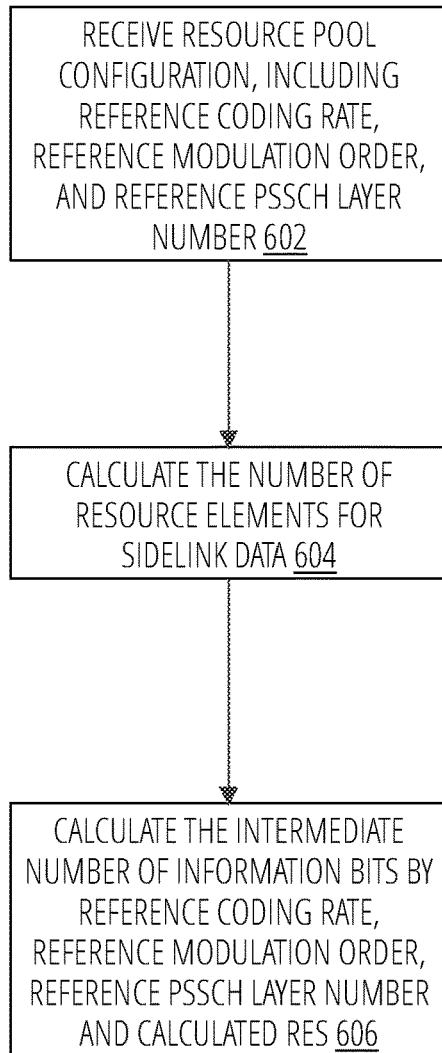 RECEIVE RESOURCE POOL
CONFIGURATION, INCLUDING
REFERENCE CODING RATE,
REFERENCE MODULATION ORDER,
AND REFERENCE PSSCH LAYER
NUMBER 602
CALCULATE THE NUMBER OF
RESOURCE ELEMENTS FOR
SIDELINK DATA 604
CALCULATE THE INTERMEDIATE
NUMBER OF INFORMATION BITS BY
REFERENCE CODING RATE,
REFERENCE MODULATION ORDER,
REFERENCE PSSCH LAYER NUMBER
AND CALCULATED RES 606